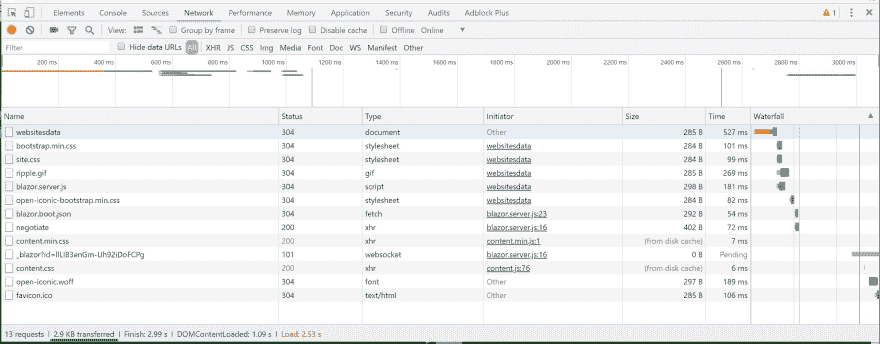 Elements Console Sources Network Performance Memory Application Security Audits Adblock Plus 1
View: Group by frame Preserve log Disable cache Offline Online
Filter Hide data URLs All XHR JS CSS Img Media Font Doc WS Manifest Other
200 ms 400 ms 600 ms 800 ms 1000 ms 1200 ms 1400 ms 1600 ms 1800 ms 2000 ms 2200 ms 2400 ms 2600 ms 2800 ms 3000 ms
Name Status Type Initiator Size Time Waterfall
websitesdata 304 document Other 285 B 527 ms
bootstrap.min.css 304 stylesheet websitesdata 284 B 101 ms
site.css 304 stylesheet websitesdata 284 B 99 ms
ripple.gif 304 gif websitesdata 285 B 269 ms
blazor.server.js 304 script websitesdata 298 B 181 ms
open-iconic-bootstrap.min.css 304 stylesheet websitesdata 284 B 82 ms
blazor.boot.json 304 fetch blazor.server.js:23 292 B 54 ms
negotiate 200 xhr blazor.server.js:16 402 B 72 ms
content.min.css 200 xhr content.min.js:1 (from disk cache) 7 ms
101 websocket blazor.server.js:16 0 B Pending
content.css 200 xhr content.js:76 (from disk cache) 6 ms
open-iconic.woff 304 font Other 297 B 189 ms
favicon.ico 304 text/html Other 285 B 106 ms
13 requests | 2.9 KB transferred | Finish: 2.99 s | DOMContentLoaded: 1.09 s | Load: 2.53 s